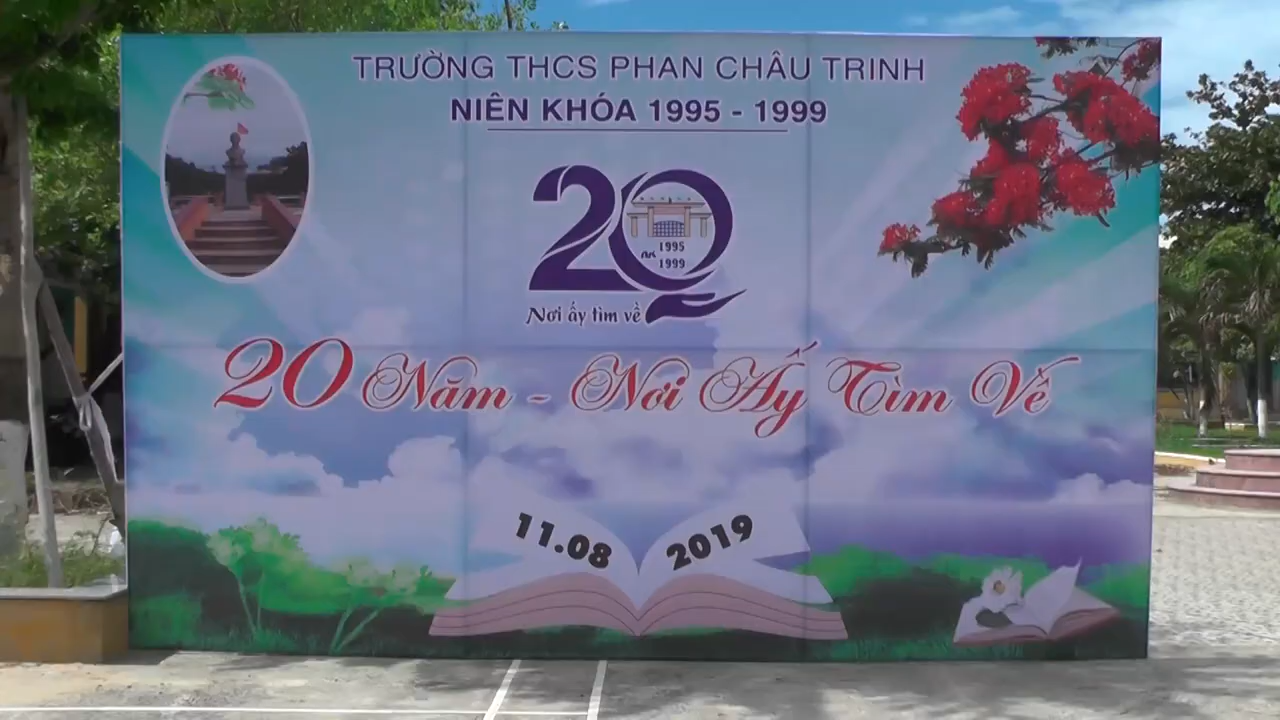 TRƯỜNG THCS PHAN CHÂU TRINH
NIÊN KHÓA 1995 - 1999
20
1995
1999
Nơi ấy tìm về
20 Năm - Nơi Ấy Tìm Về
11.08 2019